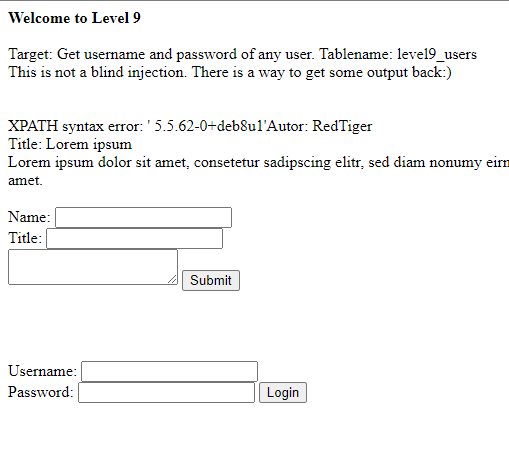 Welcome to Level 9
Target: Get username and password of any user. Tablename: level9_users
This is not a blind injection. There is a way to get some output back:)
XPATH syntax error: ' 5.5.62-0+deb8u1'Autor: RedTiger
Title: Lorem ipsum
Lorem ipsum dolor sit amet, consetetur sadipscing elitr, sed diam nonumy
amet.
Name:
Title:
Submit
Username:
Password: Login